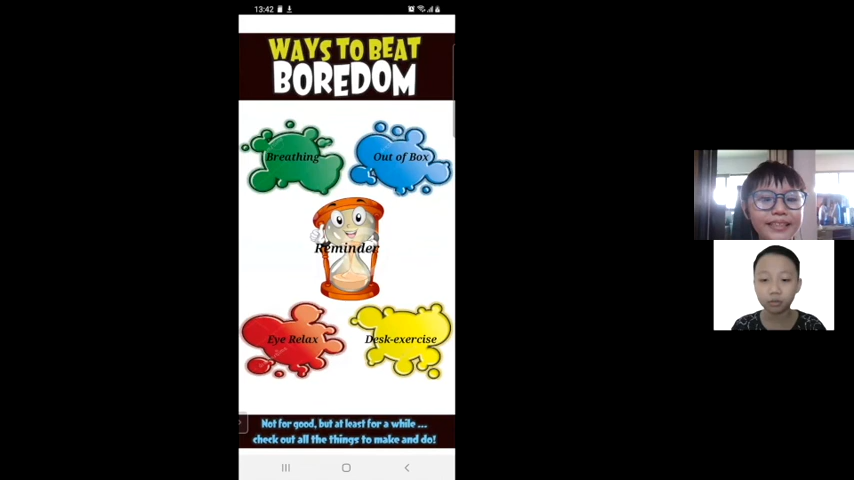 13:42
WAYS TO BEAT
BOREDOM
Breathing
Out of Box
Reminder
Eye Relax
Desk-exercise
Not for good, but at least for a while ...
check out all the things to make and do!